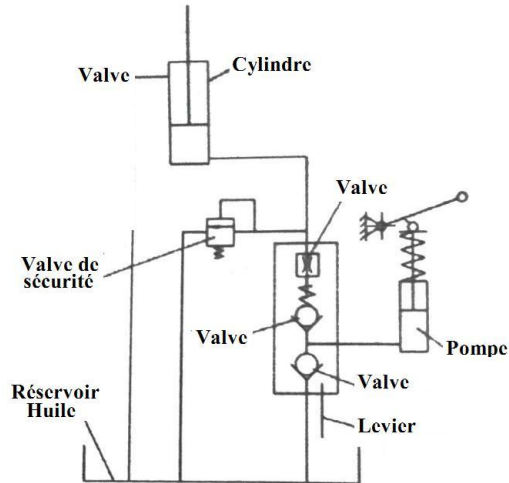 Valve
Cylindre
Valve
Valve de
sécurité
Valve
Pompe
Valve
Réservoir
Huile
Levier